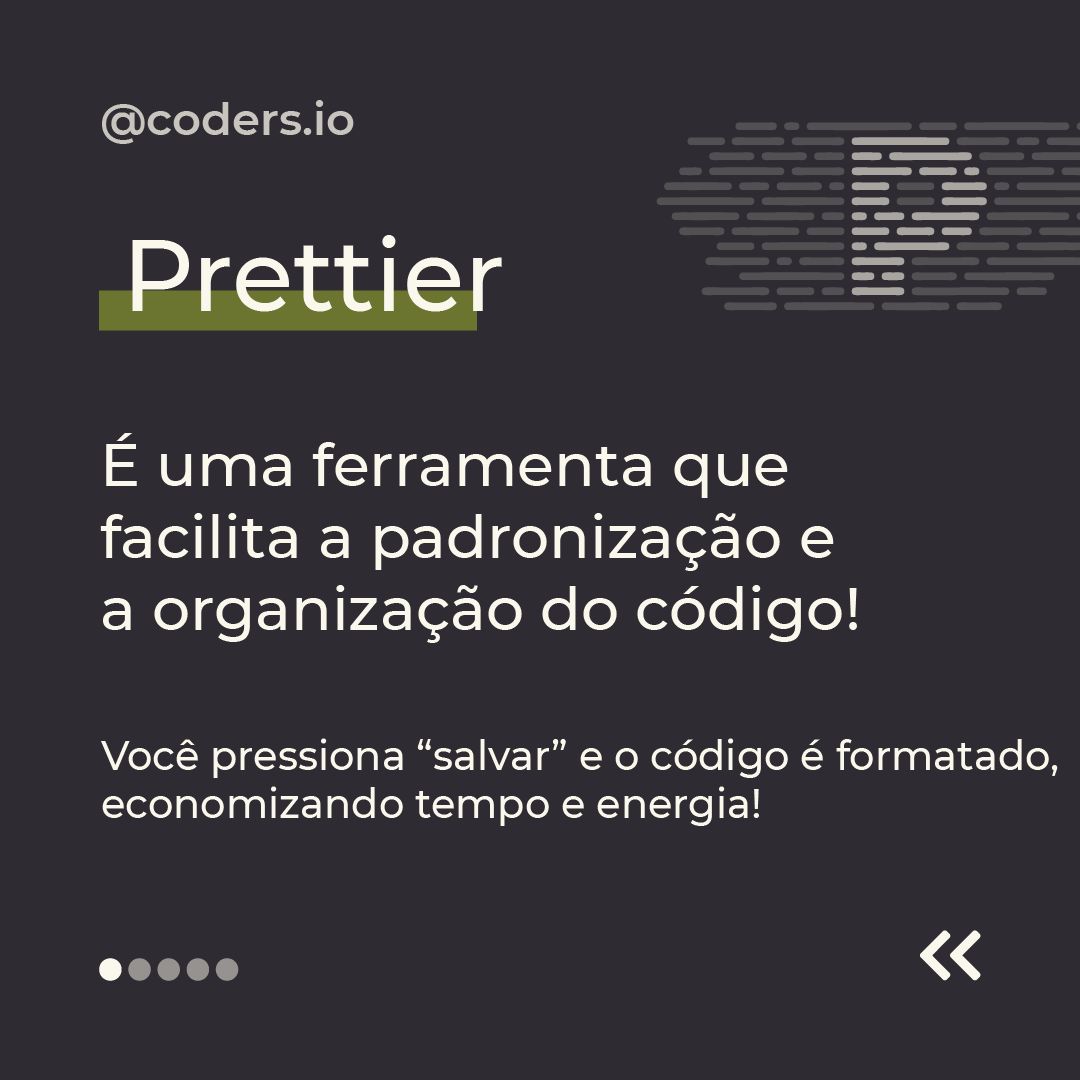 @coders.io
Prettier
É uma ferramenta que
facilita a padronização e
a organização do código!
Você pressiona “salvar” e o código é formatado,
economizando tempo e energia!